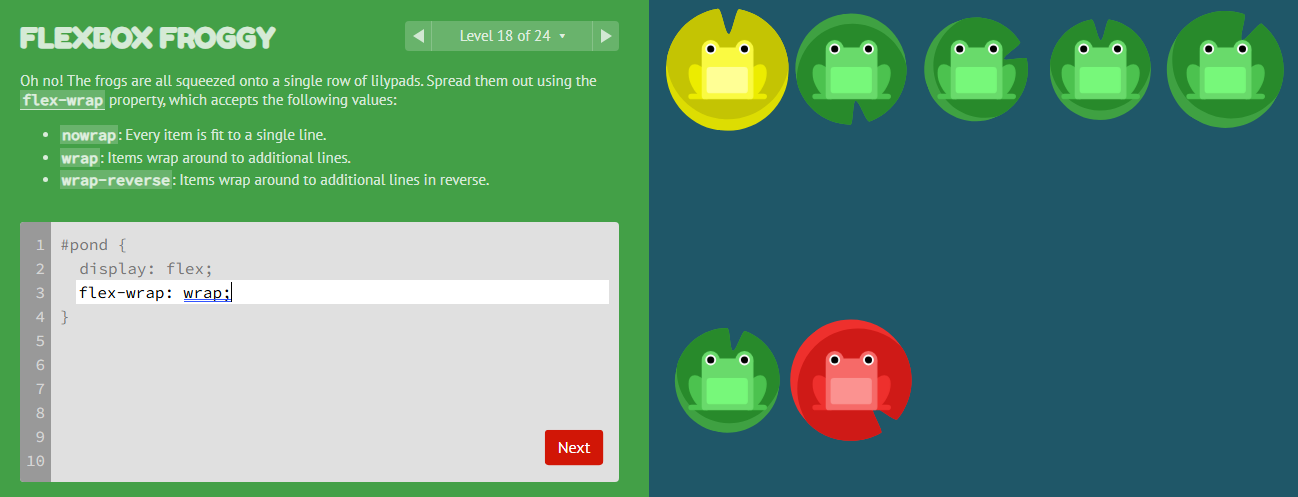 FLEXBOX FROGGY
Level 18 of 24
Oh no! The frogs are all squeezed onto a single row of lilypads. Spread them out using the
flex-wrap property, which accepts the following values:
• nowrap: Every item is fit to a single line.
• wrap: Items wrap around to additional lines.
• wrap-reverse: Items wrap around to additional lines in reverse.
1 #pond {
2 display: flex;
3 flex-wrap: wrap;
4 }
5
6
7
8
9
10
Next